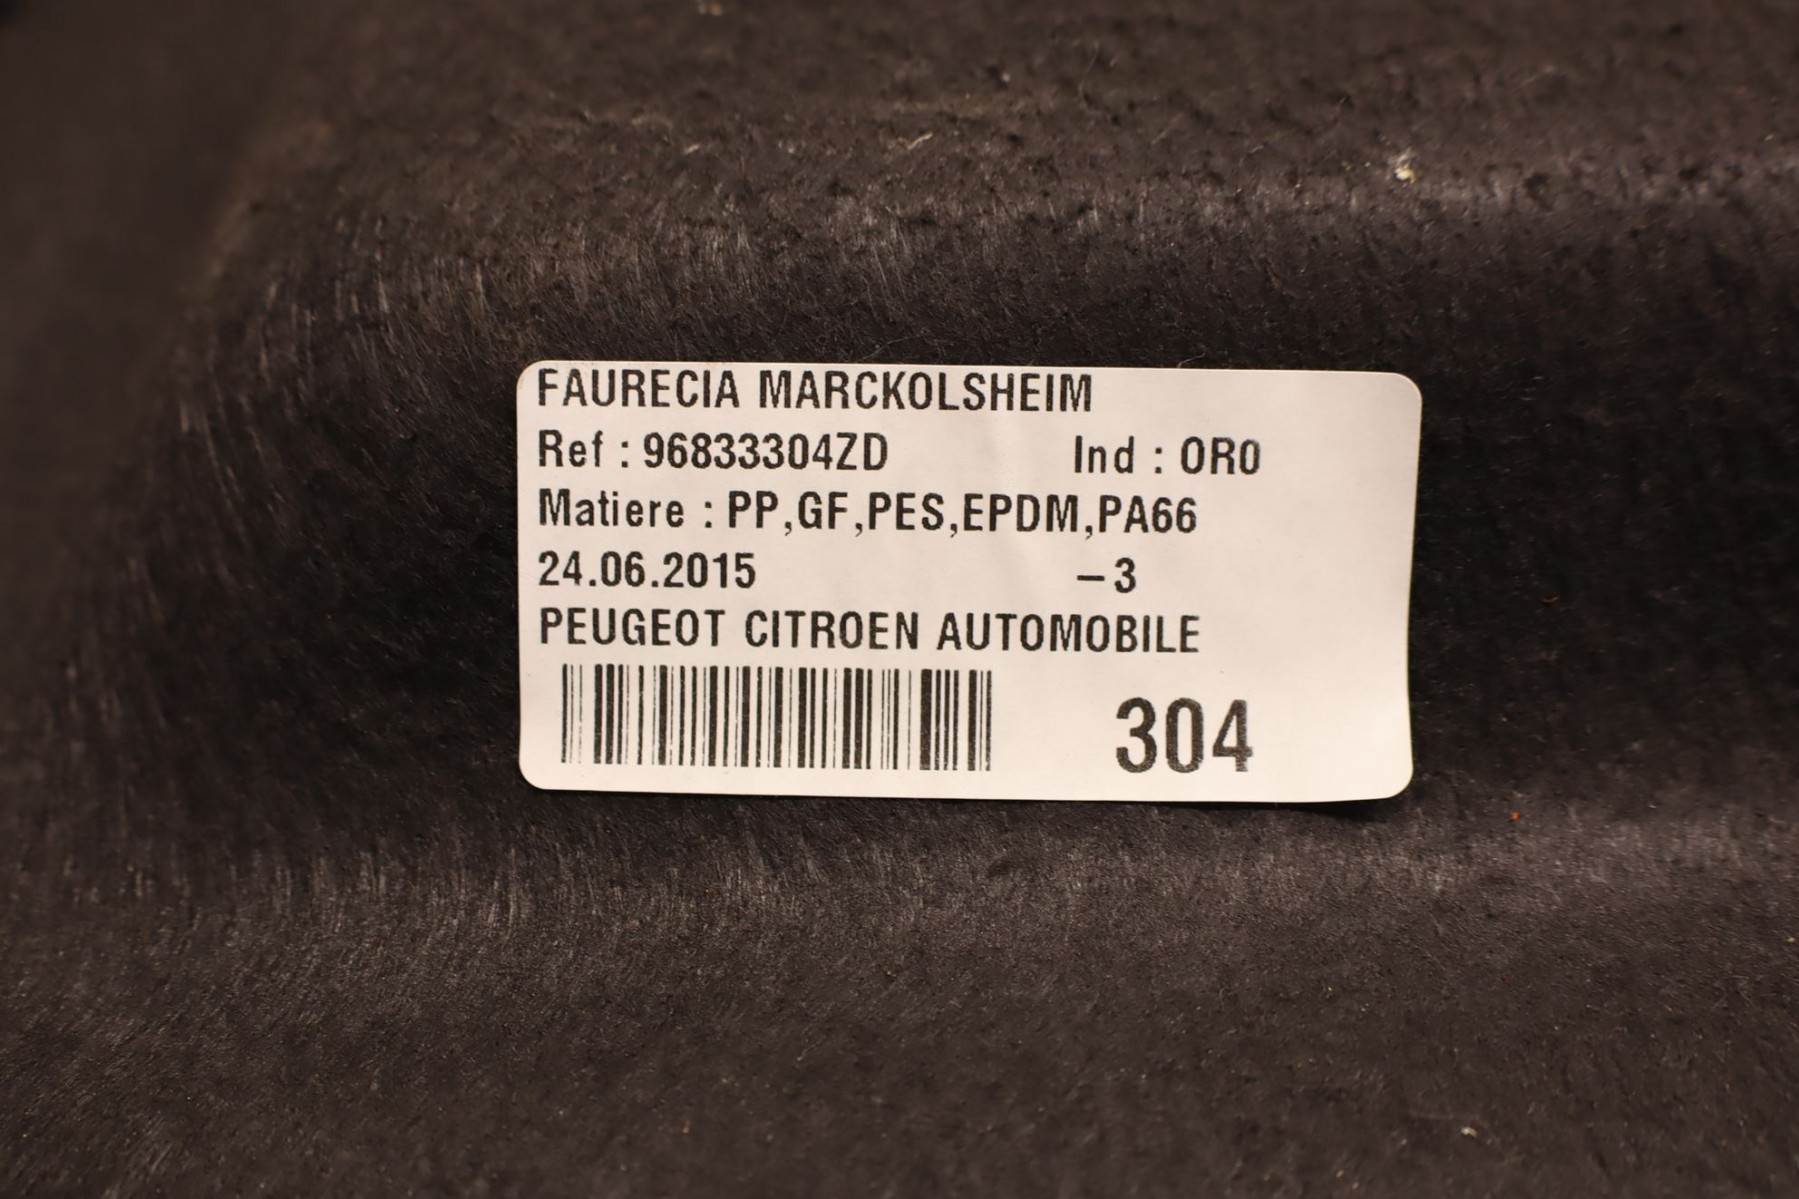 FAURECIA MARCKOLSHEIM
Ref : 96833304ZD Ind : OR0
Matiere : PP,GF,PES,EPDM,PA66
24.06.2015 -3
PEUGEOT CITROEN AUTOMOBILE
304